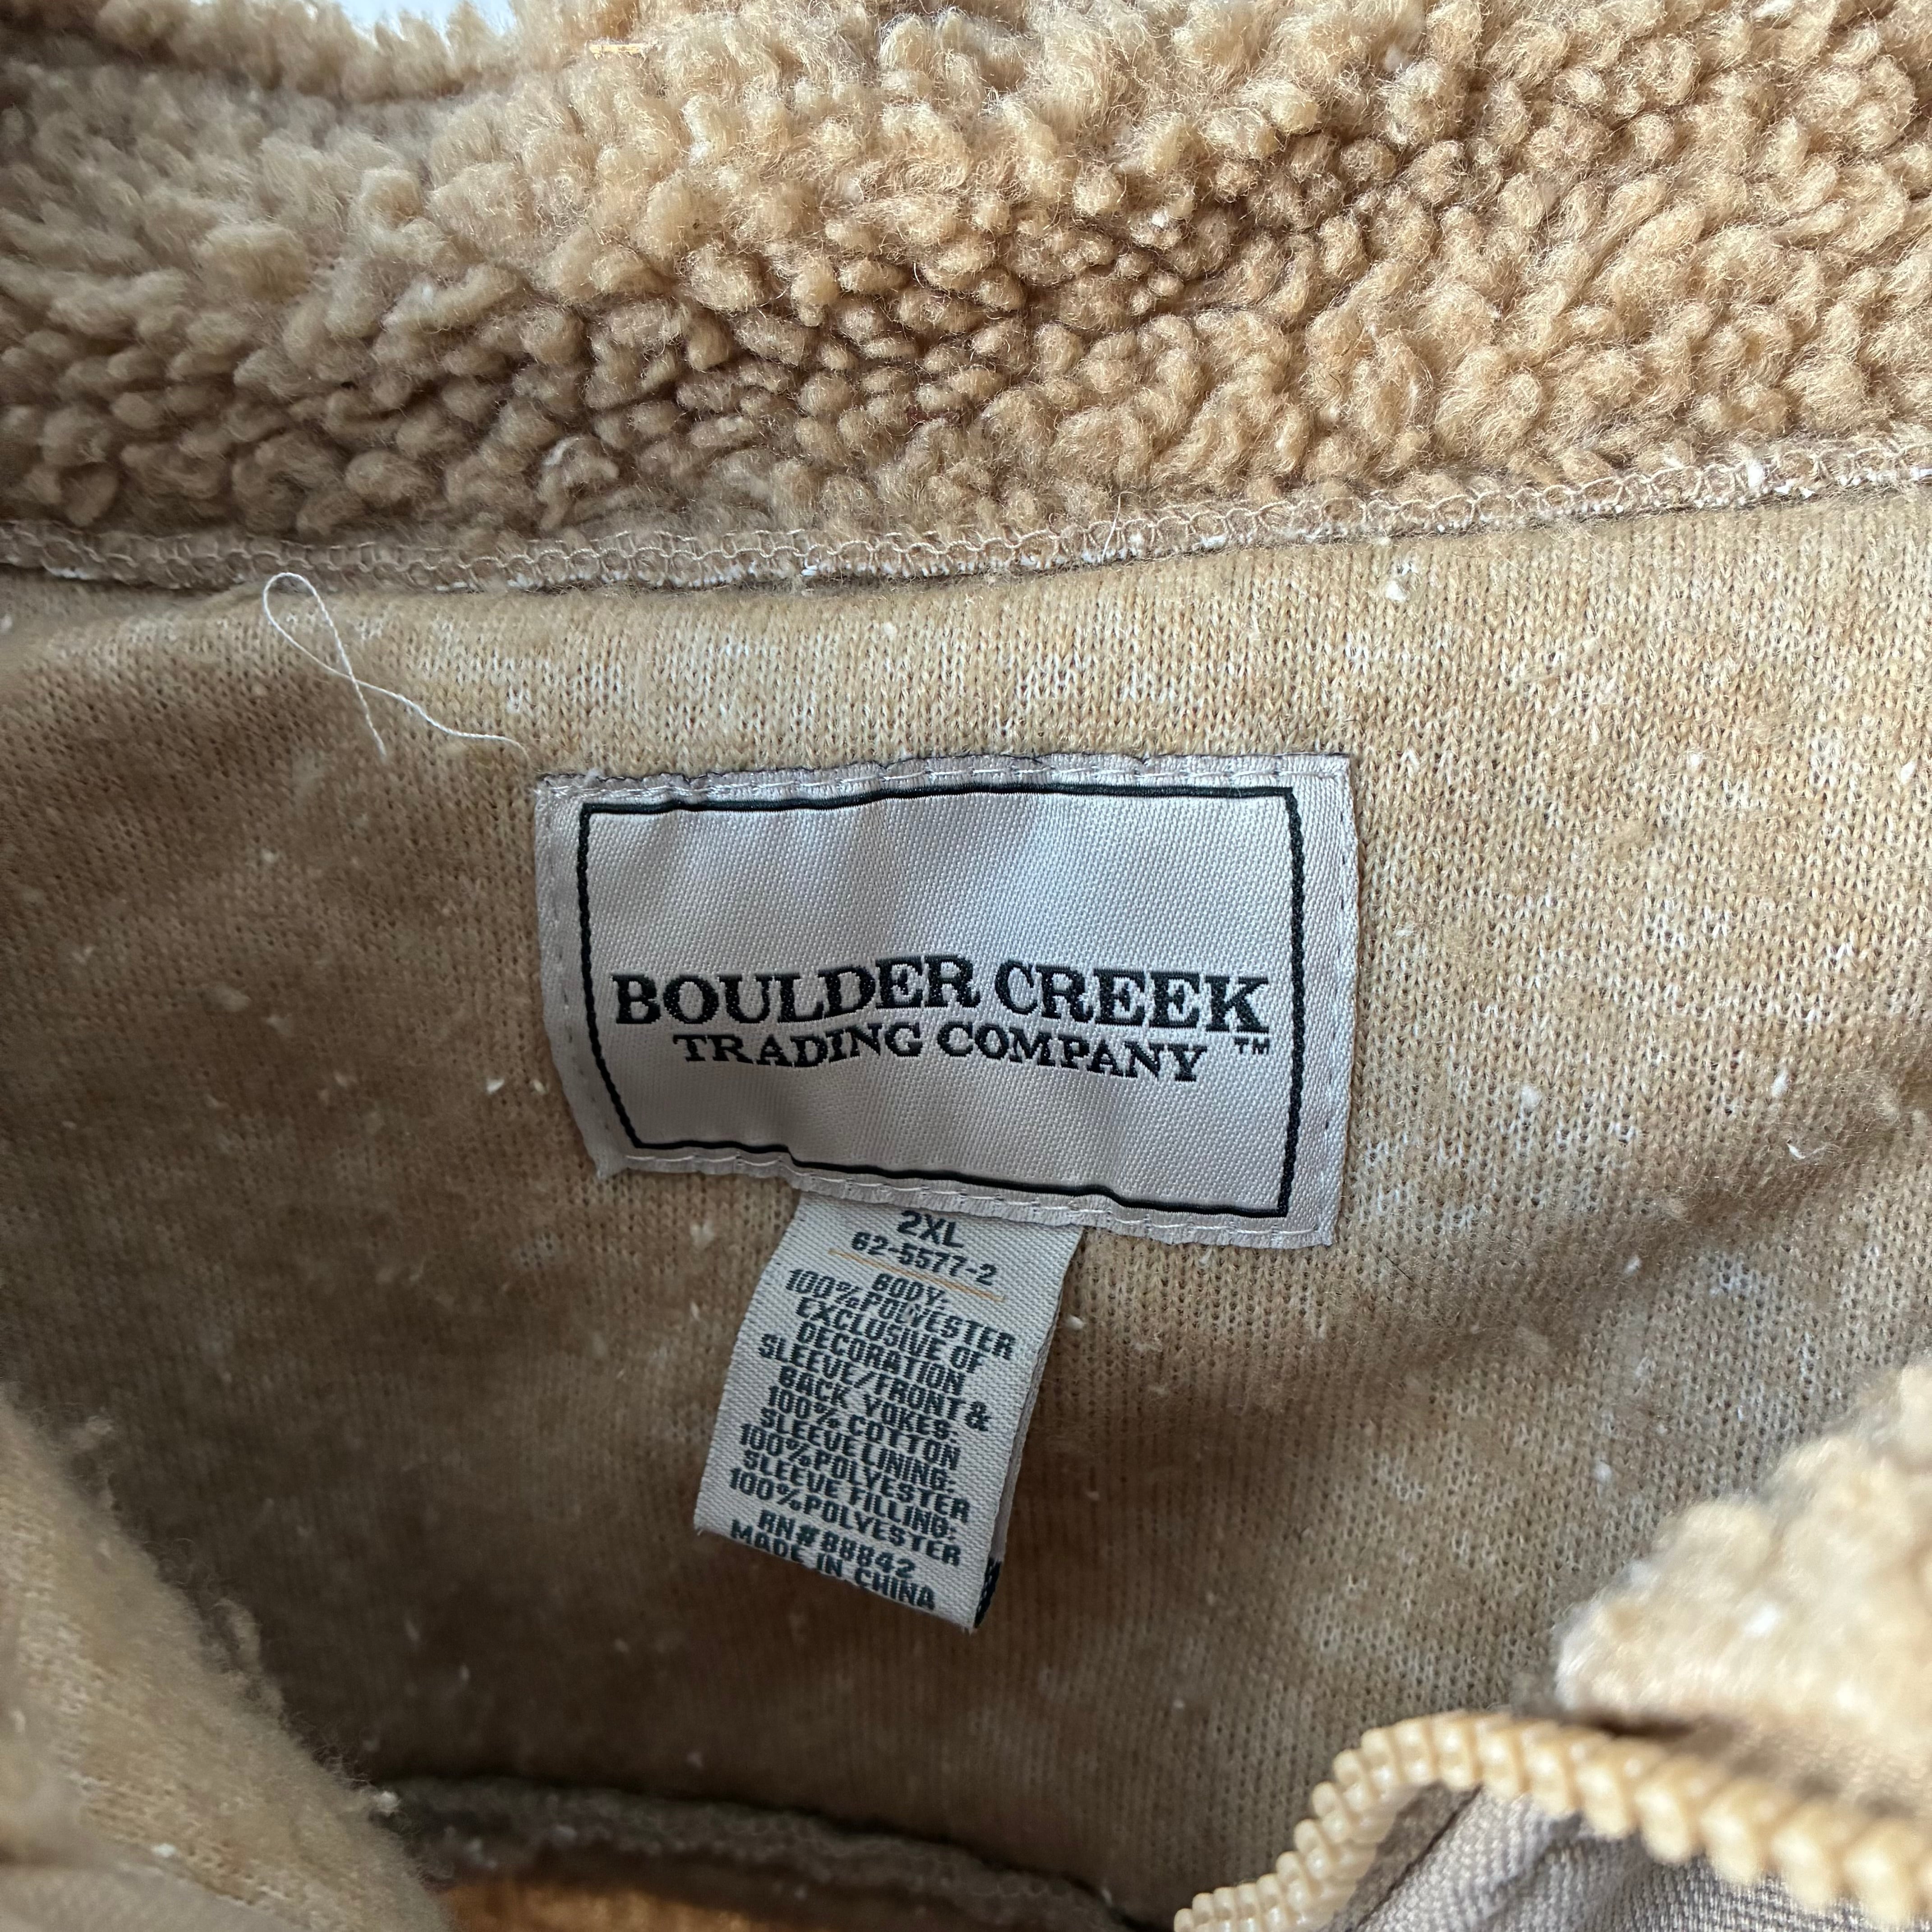 BOULDER CREEK
TRADING COMPANY ™
2XL
62-5577-2
BODY:
100%POLYESTER
EXCLUSIVE OF
DECORATION
SLEEVE/FRONT &
BACK YOKES:
100% COTTON
SLEEVE LINING:
100%POLYESTER
SLEEVE FILLING:
100%POLYESTER
RN#88842
MADE IN CHINA